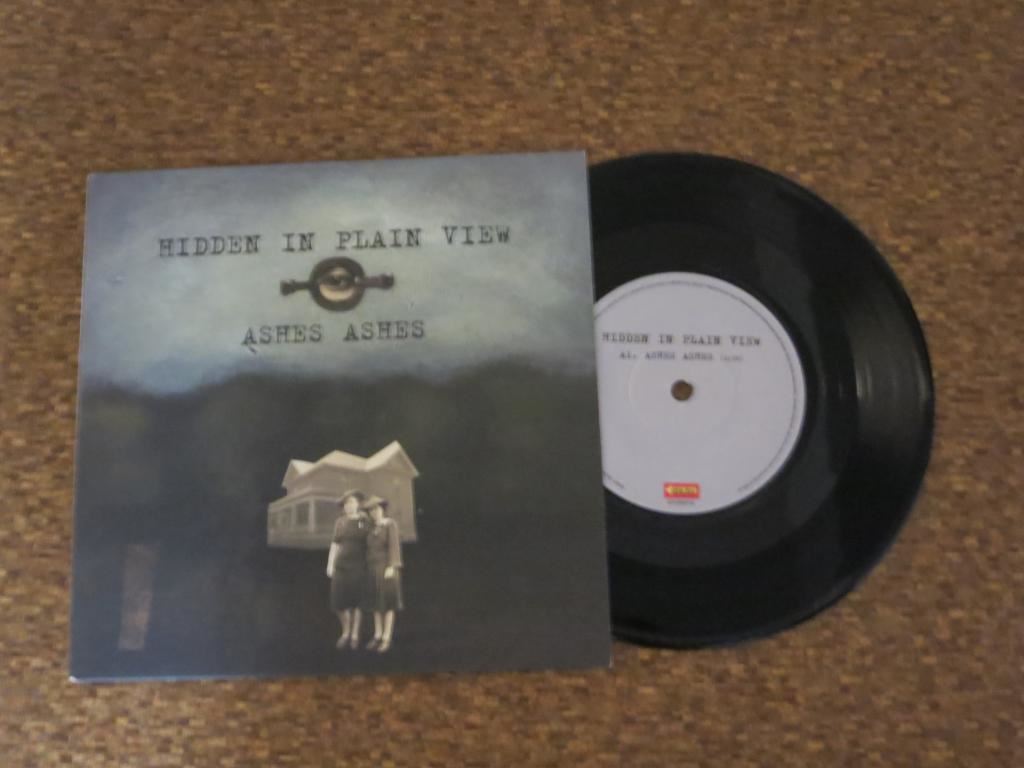 HIDDEN IN PLAIN VIEW
ASHES ASHES
HIDDEN IN PLAIN VIEW
A1. ASHES ASHES